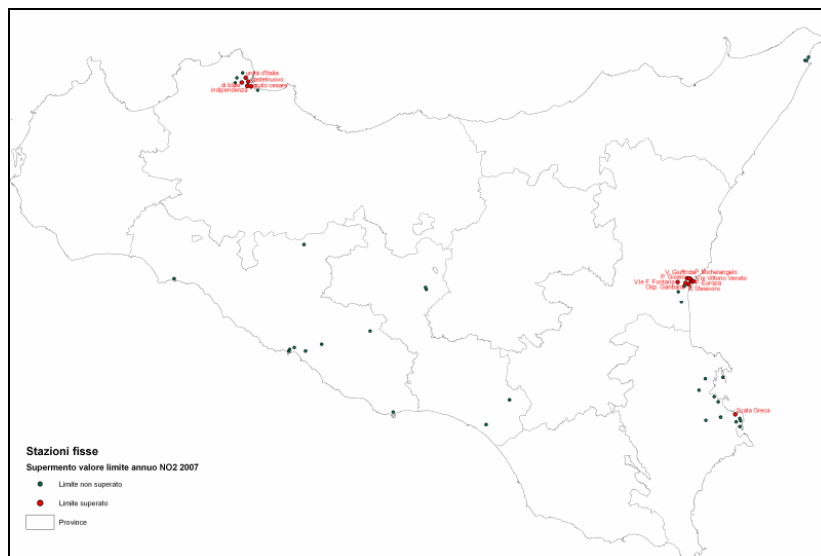 unità d'Italia
castelnuovo
di blasi giulio cesare
indipendenza
V. Giuffrida P. Michelangelo
P. Gioeni V.le Vittorio Veneto
V.le F. Fontana P. Europa
Osp. Garibaldi P. Stesicoro
Scala Greca
Stazioni fisse
Supermento valore limite annuo NO2 2007
Limite non superato
Limite superato
Province